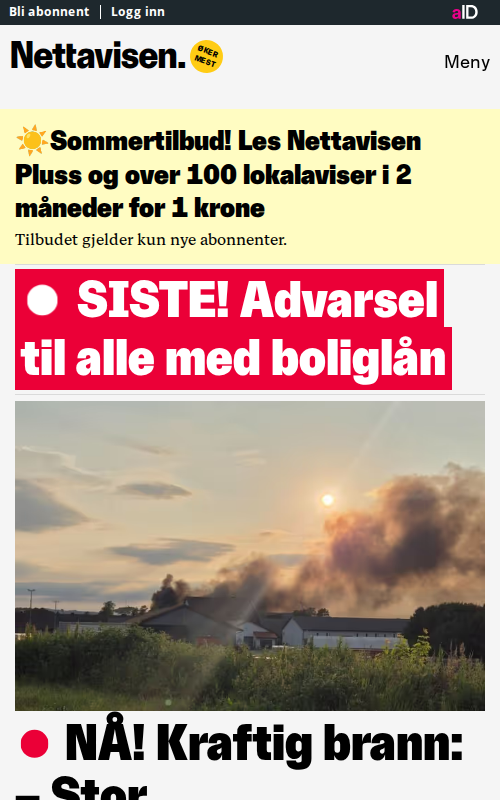 Bli abonnent | Logg inn
aID
Nettavisen.
ØKER
MEST
Meny
☀️Sommertilbud! Les Nettavisen
Pluss og over 100 lokalaviser i 2
måneder for 1 krone
Tilbudet gjelder kun nye abonnenter.
SISTE! Advarsel
til alle med boliglån
NÅ! Kraftig brann:
– Stor